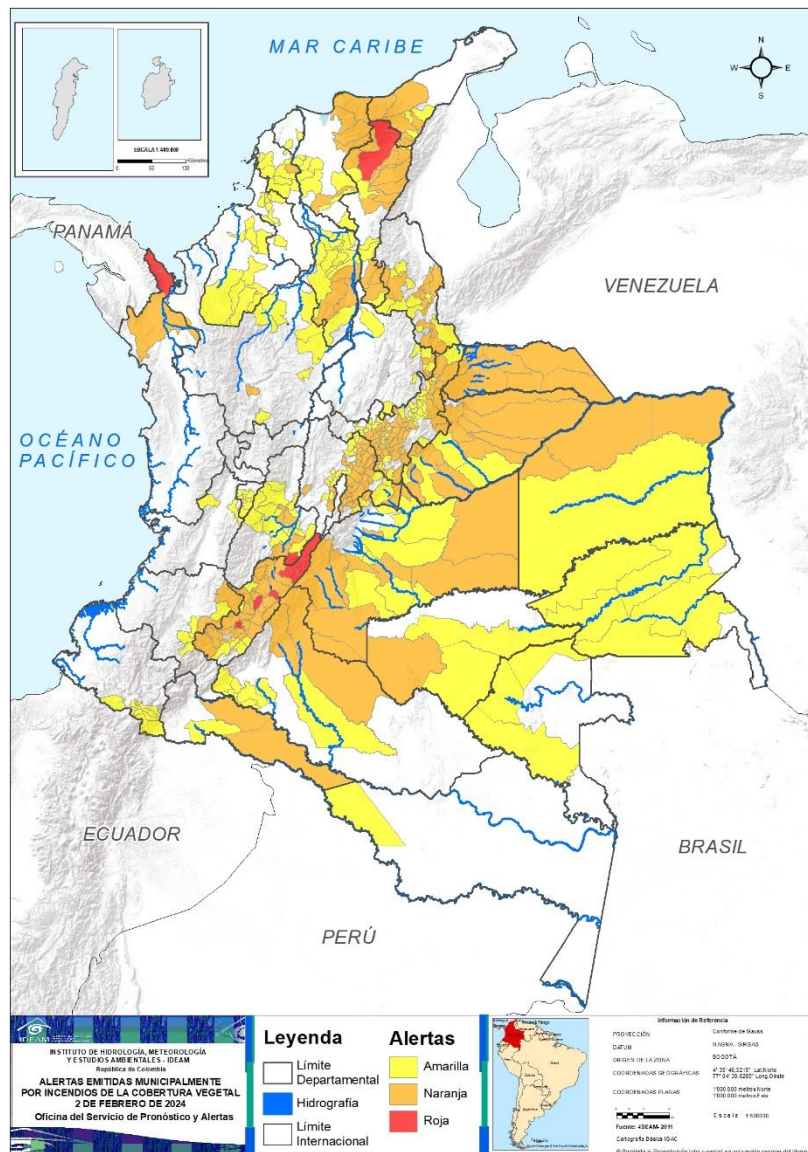 MAR CARIBE
N
W
E
S
ESCALA 1:400.000
PANAMÁ
VENEZUELA
OCÉANO
PACÍFICO
ECUADOR
BRASIL
PERÚ
IDEAM
INSTITUTO DE HIDROLOGÍA, METEOROLOGÍA
Y ESTUDIOS AMBIENTALES - IDEAM
República de Colombia
ALERTAS EMITIDAS MUNICIPALMENTE
POR INCENDIOS DE LA COBERTURA VEGETAL
2 DE FEBRERO DE 2024
Oficina del Servicio de Pronóstico y Alertas
Leyenda
Límite
Departamental
Hidrografía
Límite
Internacional
Alertas
Amarilla
Naranja
Roja
Información de Referencia
PROYECCIÓN Conforme de Gauss
DATUM MAGNA - SIRGAS
ORIGEN DE LA ZONA BOGOTÁ
COORDENADAS GEOGRÁFICAS
COORDENADAS PLANAS
Escala
Fuente: IDEAM- 2011
Cartografía Básica IGAC